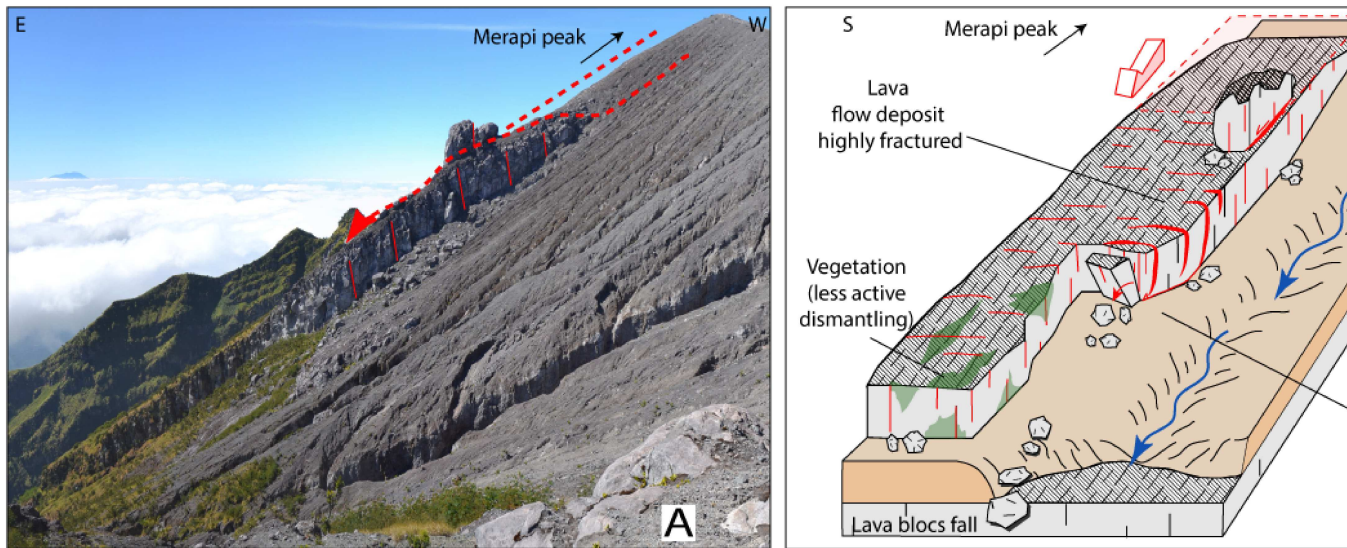 E
W
Merapi peak
A
S
Merapi peak
Lava
flow deposit
highly fractured
Vegetation
(less active
dismantling)
Lava blocs fall